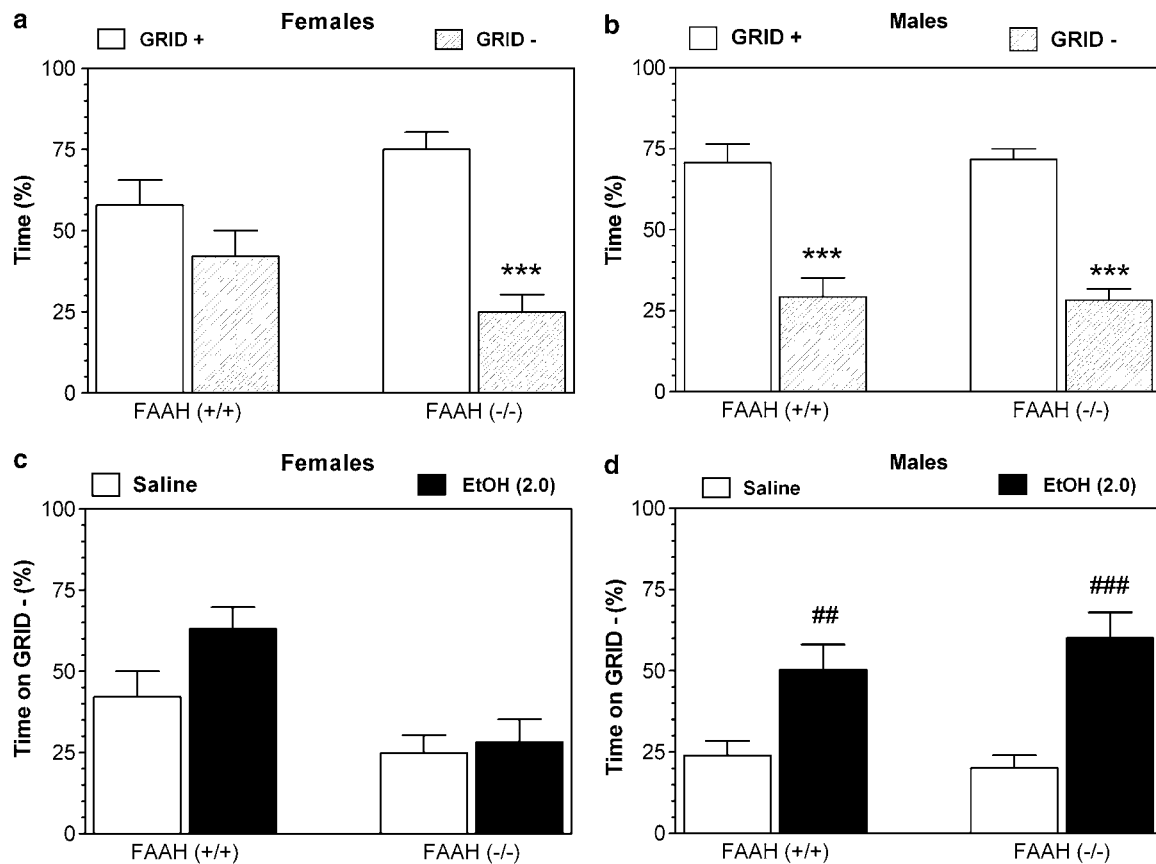 a Females
GRID + GRID -
100
75
50
25
0
Time (%)
***
FAAH (+/+) FAAH (-/-)
b Males
GRID + GRID -
100
75
50
25
0
Time (%)
*** ***
FAAH (+/+) FAAH (-/-)
c Females
Saline EtOH (2.0)
100
75
50
25
0
Time on GRID - (%)
FAAH (+/+) FAAH (-/-)
d Males
Saline EtOH (2.0)
100
75
50
25
0
Time on GRID - (%)
## ###
FAAH (+/+) FAAH (-/-)